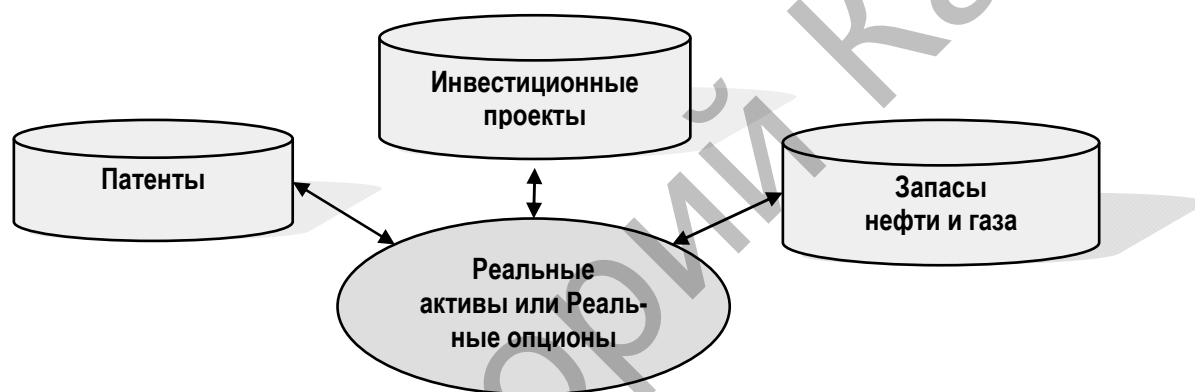 Инвестиционные
проекты
Патенты
Запасы
нефти и газа
Реальные
активы или Реаль-
ные опционы